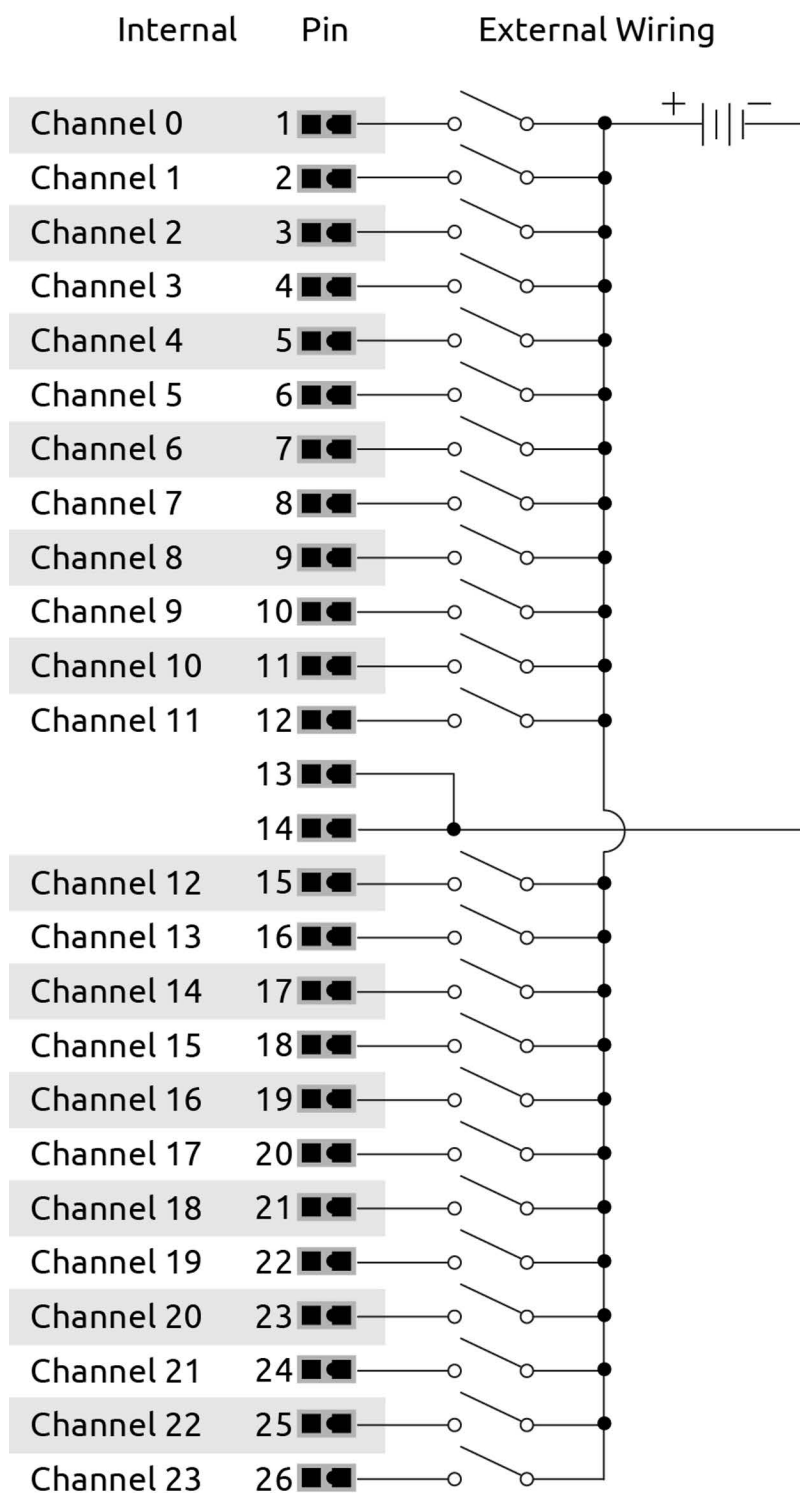 Internal Pin External Wiring
Channel 0 1 + −
Channel 1 2
Channel 2 3
Channel 3 4
Channel 4 5
Channel 5 6
Channel 6 7
Channel 7 8
Channel 8 9
Channel 9 10
Channel 10 11
Channel 11 12
13
14
Channel 12 15
Channel 13 16
Channel 14 17
Channel 15 18
Channel 16 19
Channel 17 20
Channel 18 21
Channel 19 22
Channel 20 23
Channel 21 24
Channel 22 25
Channel 23 26